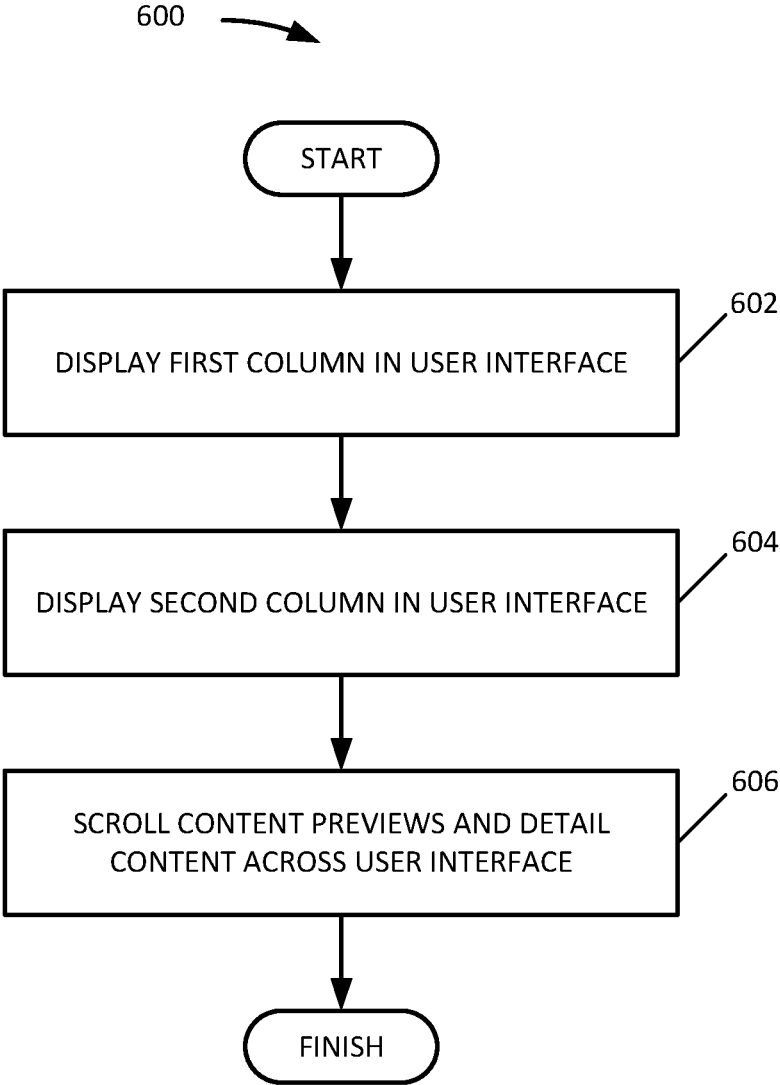 600
START
602
DISPLAY FIRST COLUMN IN USER INTERFACE
604
DISPLAY SECOND COLUMN IN USER INTERFACE
606
SCROLL CONTENT PREVIEWS AND DETAIL
CONTENT ACROSS USER INTERFACE
FINISH